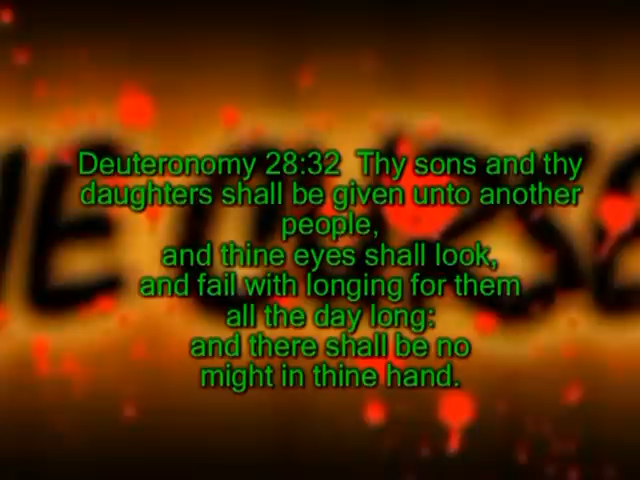 Deuteronomy 28:32  Thy sons and thy
daughters shall be given unto another
people,
and thine eyes shall look,
and fail with longing for them
all the day long:
and there shall be no
might in thine hand.